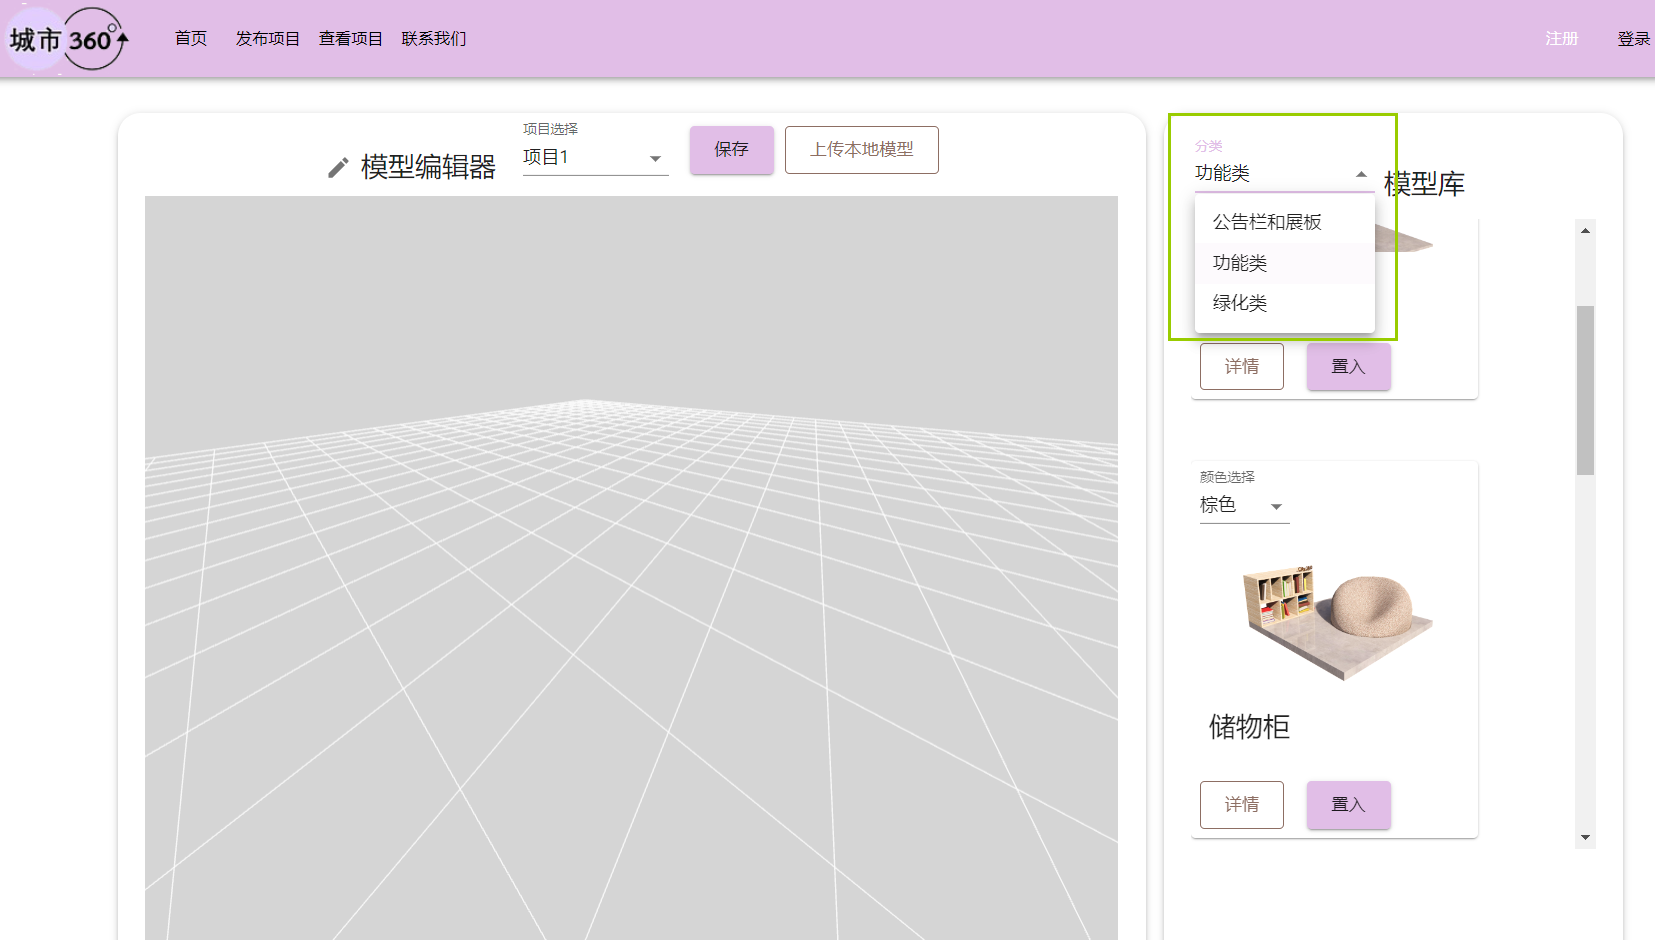 城市 360°
首页 发布项目 查看项目 联系我们
注册 登录
模型编辑器
项目选择
项目1
保存
上传本地模型
分类
功能类
模型库
公告栏和展板
功能类
绿化类
详情 置入
颜色选择
棕色
储物柜
详情 置入